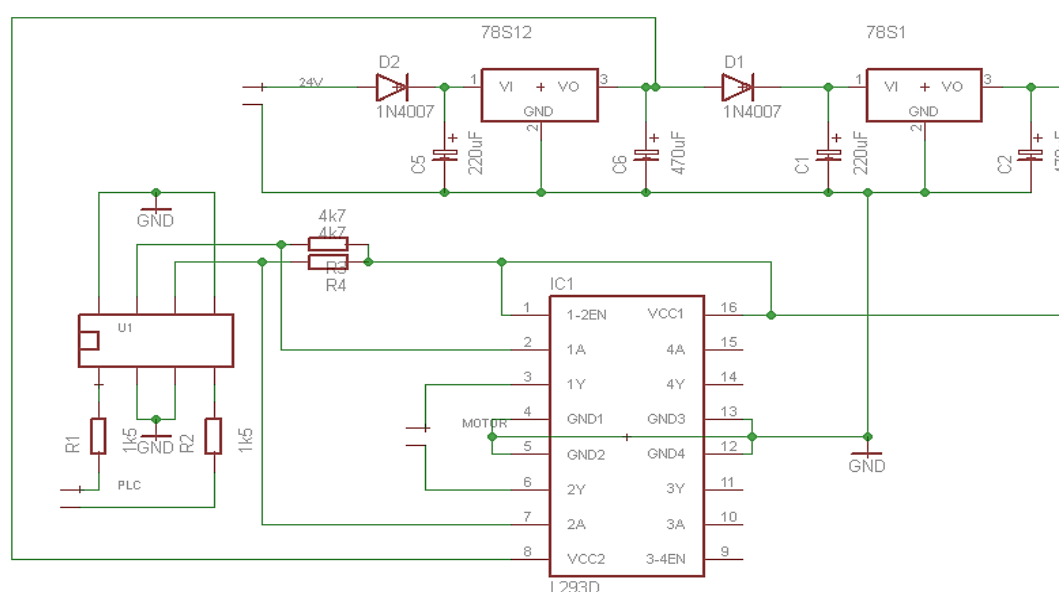 78S12
78S1
D2
D1
24V
1 VI + VO 3
1 VI + VO 3
1N4007
GND
1N4007
GND
2
2
+
+
+
+
C5
220uF
C6
470uF
C1
220uF
C2
GND
4k7
4k7
R3
R4
IC1
U1
1 1-2EN VCC1 16
2 1A 4A 15
3 1Y 4Y 14
4 GND1 GND3 13
MOTOR
5 GND2 GND4 12
6 2Y 3Y 11
7 2A 3A 10
8 VCC2 3-4EN 9
L293D
R1
1k5
GND
R2
1k5
PLC
GND